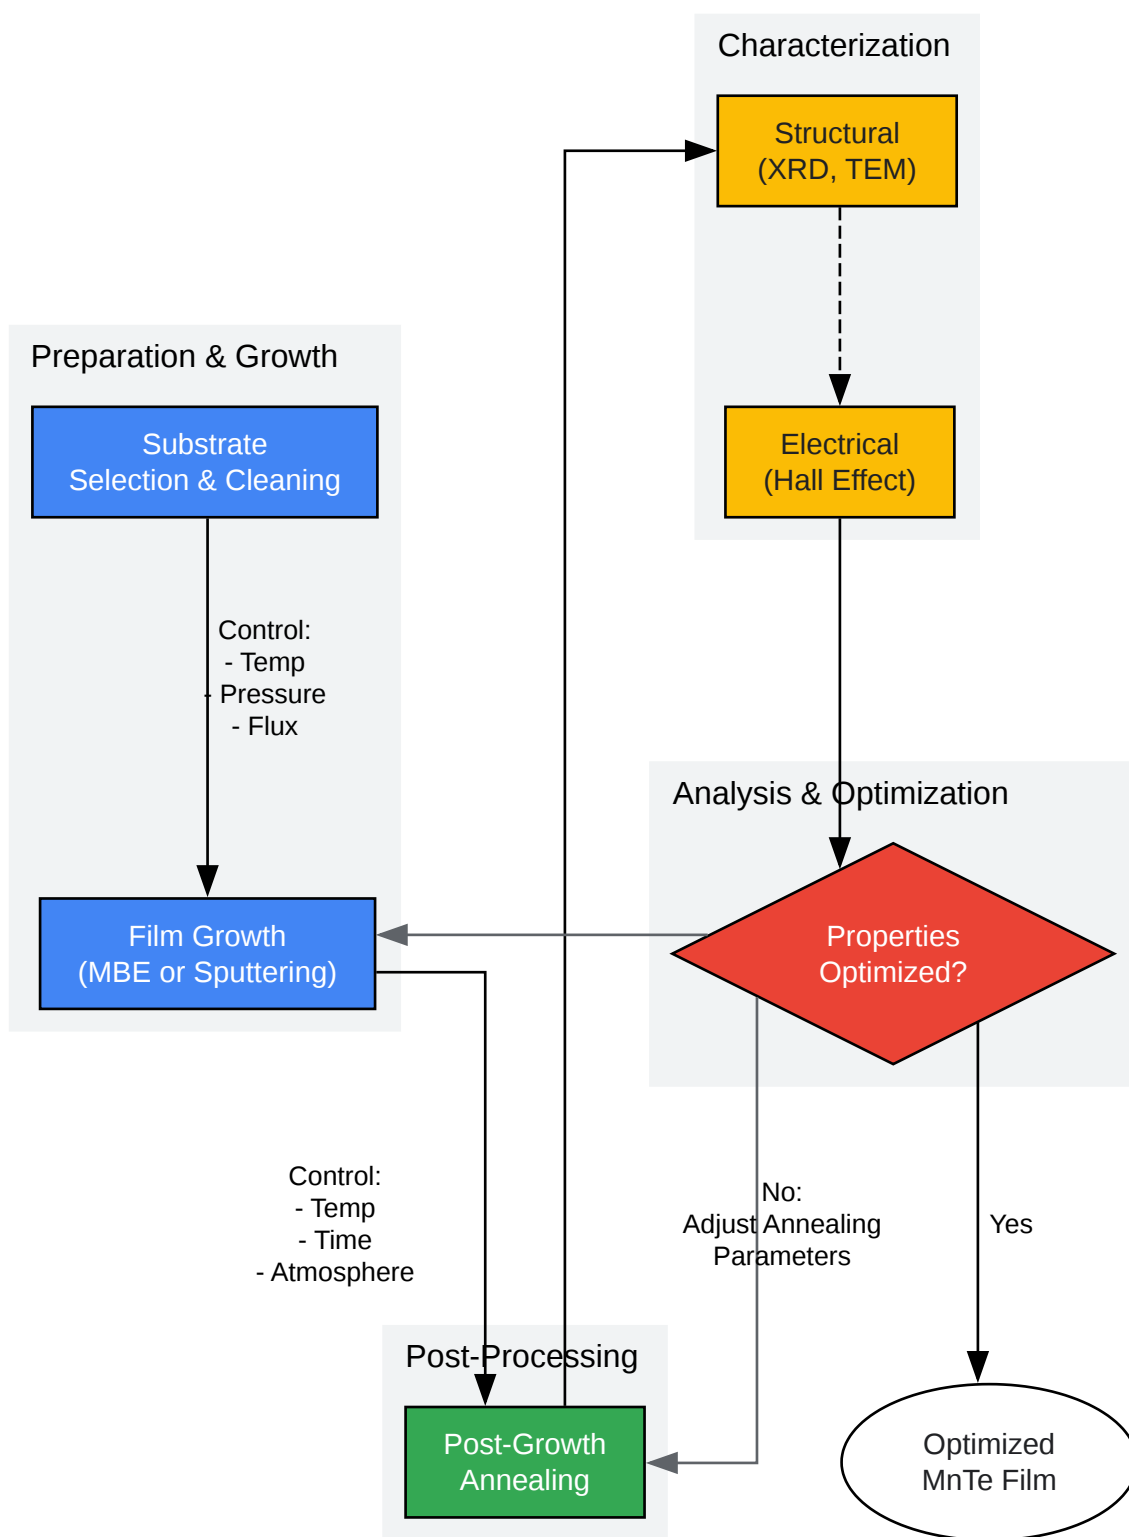 Characterization
Structural
(XRD, TEM)
Electrical
(Hall Effect)
Preparation & Growth
Substrate
Selection & Cleaning
Control:
- Temp
- Pressure
- Flux
Film Growth
(MBE or Sputtering)
Analysis & Optimization
Properties
Optimized?
Control:
- Temp
- Time
- Atmosphere
No:
Adjust Annealing
Parameters
Yes
Post-Processing
Post-Growth
Annealing
Optimized
MnTe Film